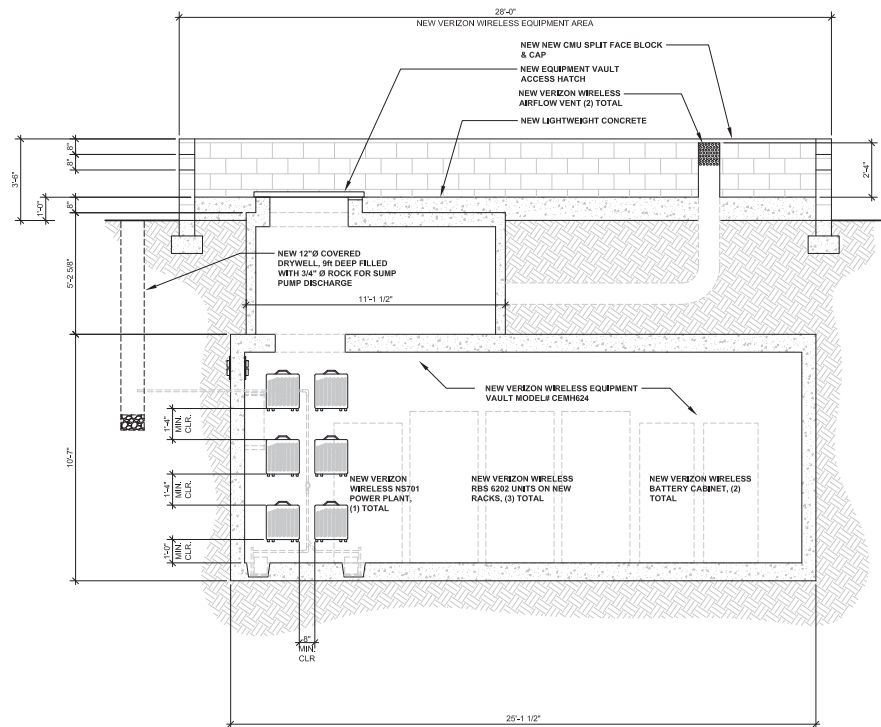 28'-0"
NEW VERIZON WIRELESS EQUIPMENT AREA
NEW NEW CMU SPLIT FACE BLOCK
& CAP
NEW EQUIPMENT VAULT
ACCESS HATCH
NEW VERIZON WIRELESS
AIRFLOW VENT (2) TOTAL
NEW LIGHTWEIGHT CONCRETE
3'-6"
8"
8"
8"
1'-0"
2'-4"
5'-2 5/8"
NEW 12"Ø COVERED
DRYWELL, 9ft DEEP FILLED
WITH 3/4" Ø ROCK FOR SUMP
PUMP DISCHARGE
11'-1 1/2"
NEW VERIZON WIRELESS EQUIPMENT
VAULT MODEL# CEMH624
10'-7"
1'-4"
MIN.
CLR.
1'-4"
MIN.
CLR.
1'-0"
MIN.
CLR.
NEW VERIZON
WIRELESS NS701
POWER PLANT,
(1) TOTAL
NEW VERIZON WIRELESS
RBS 6202 UNITS ON NEW
RACKS, (3) TOTAL
NEW VERIZON WIRELESS
BATTERY CABINET, (2)
TOTAL
8"
MIN.
CLR
25'-1 1/2"